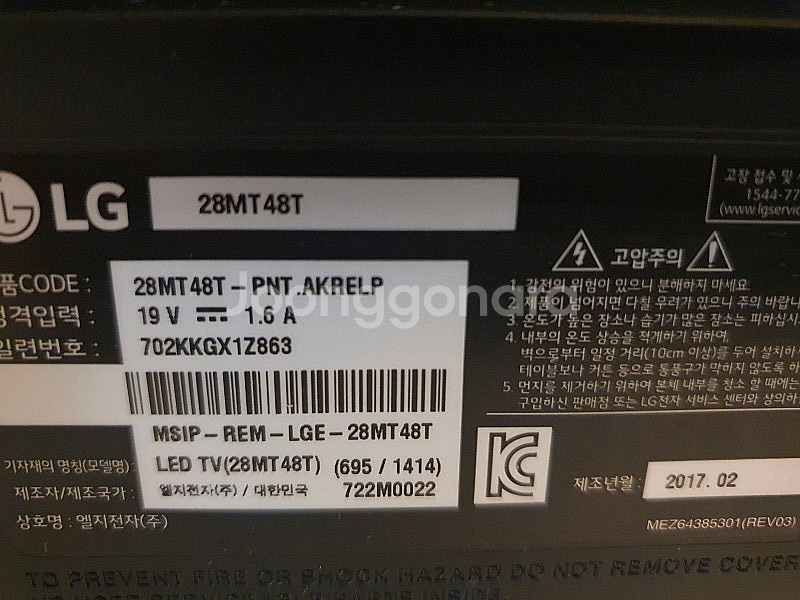 LG
28MT48T
고장 접수 및
1544-77
(www.lgservic
고압주의
품CODE :
28MT48T-PNT.AKRELP
정격입력 :
19 V 1.6 A
일련번호 :
702KKGX1Z863
1. 감전의 위험이 있으니 분해하지 마세요.
2. 제품이 넘어지면 다칠 우려가 있으니 주의 바랍니
3. 온도가 높은 장소나 습기가 많은 장소는 피하십시
4. 내부의 온도 상승을 적게하기 위하여,
벽으로부터 일정 거리(10cm 이상)를 두어 설치하
테이블보나 커튼 등으로 통풍구가 막히지 않도록 하
5. 먼지를 제거하기 위하여 본체 내부를 청소 할 때에는
구입하신 판매점 또는 LG전자 서비스 센터와 상의하
MSIP-REM-LGE-28MT48T
기자재의 명칭(모델명) :
LED TV(28MT48T) (695 / 1414)
제조자/제조국가 :
엘지전자(주) / 대한민국 722M0022
제조년월 :
2017. 02
상호명 : 엘지전자(주)
MEZ64385301(REV03)
TO PREVENT FIRE OR SHOCK HAZARD DO NOT REMOVE COVER
NO USER SERVICEABLE PARTS INSIDE.
Joonggonara